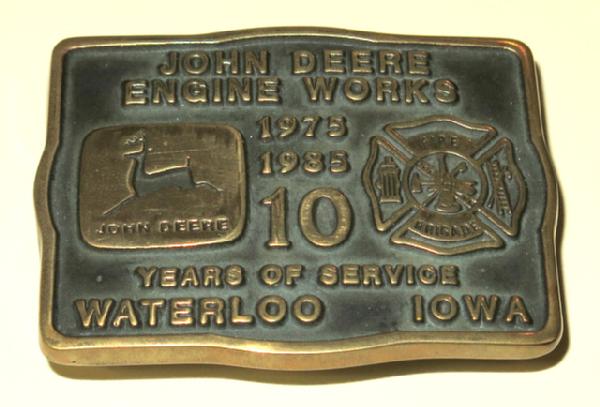 JOHN DEERE
ENGINE WORKS
1975
1985
10
JOHN DEERE
FIRE
BRIGADE
YEARS OF SERVICE
WATERLOO IOWA